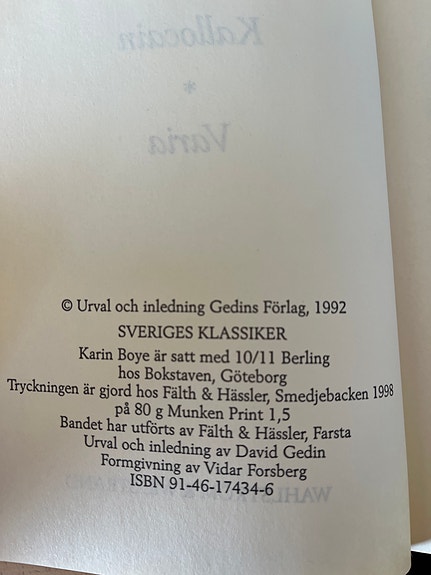 Kallocain
*
Varia
© Urval och inledning Gedins Förlag, 1992
SVERIGES KLASSIKER
Karin Boye är satt med 10/11 Berling
hos Bokstaven, Göteborg
Tryckningen är gjord hos Fälth & Hässler, Smedjebacken 1998
på 80 g Munken Print 1,5
Bandet har utförts av Fälth & Hässler, Farsta
Urval och inledning av David Gedin
Formgivning av Vidar Forsberg
ISBN 91-46-17434-6